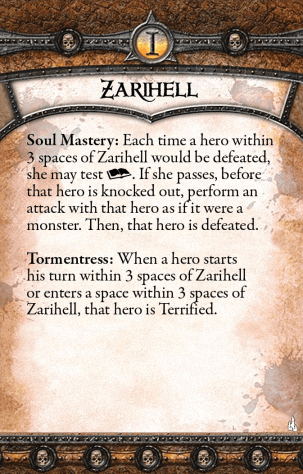 I
ZARIHELL
Soul Mastery: Each time a hero within
3 spaces of Zarihell would be defeated,
she may test . If she passes, before
that hero is knocked out, perform an
attack with that hero as if it were a
monster. Then, that hero is defeated.
Tormentress: When a hero starts
his turn within 3 spaces of Zarihell
or enters a space within 3 spaces of
Zarihell, that hero is Terrified.